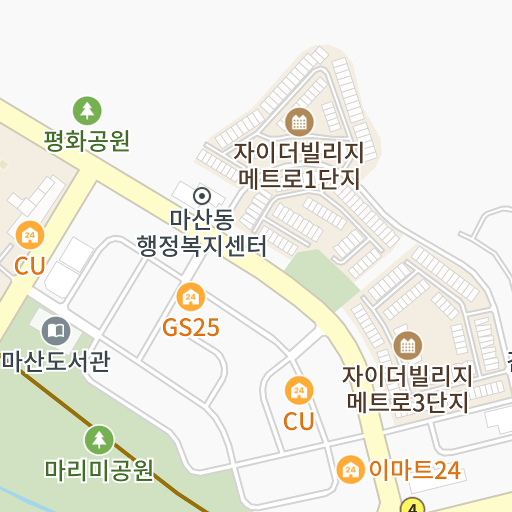 평화공원
자이더빌리지
메트로1단지
마산동
행정복지센터
CU
GS25
마산도서관
자이더빌리지
메트로3단지
CU
마리미공원
이마트24
4